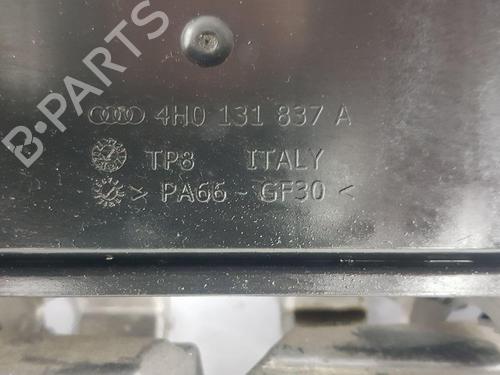 B-PARTS
4H0 131 837 A
TP8 ITALY
> PA66 - GF30 <